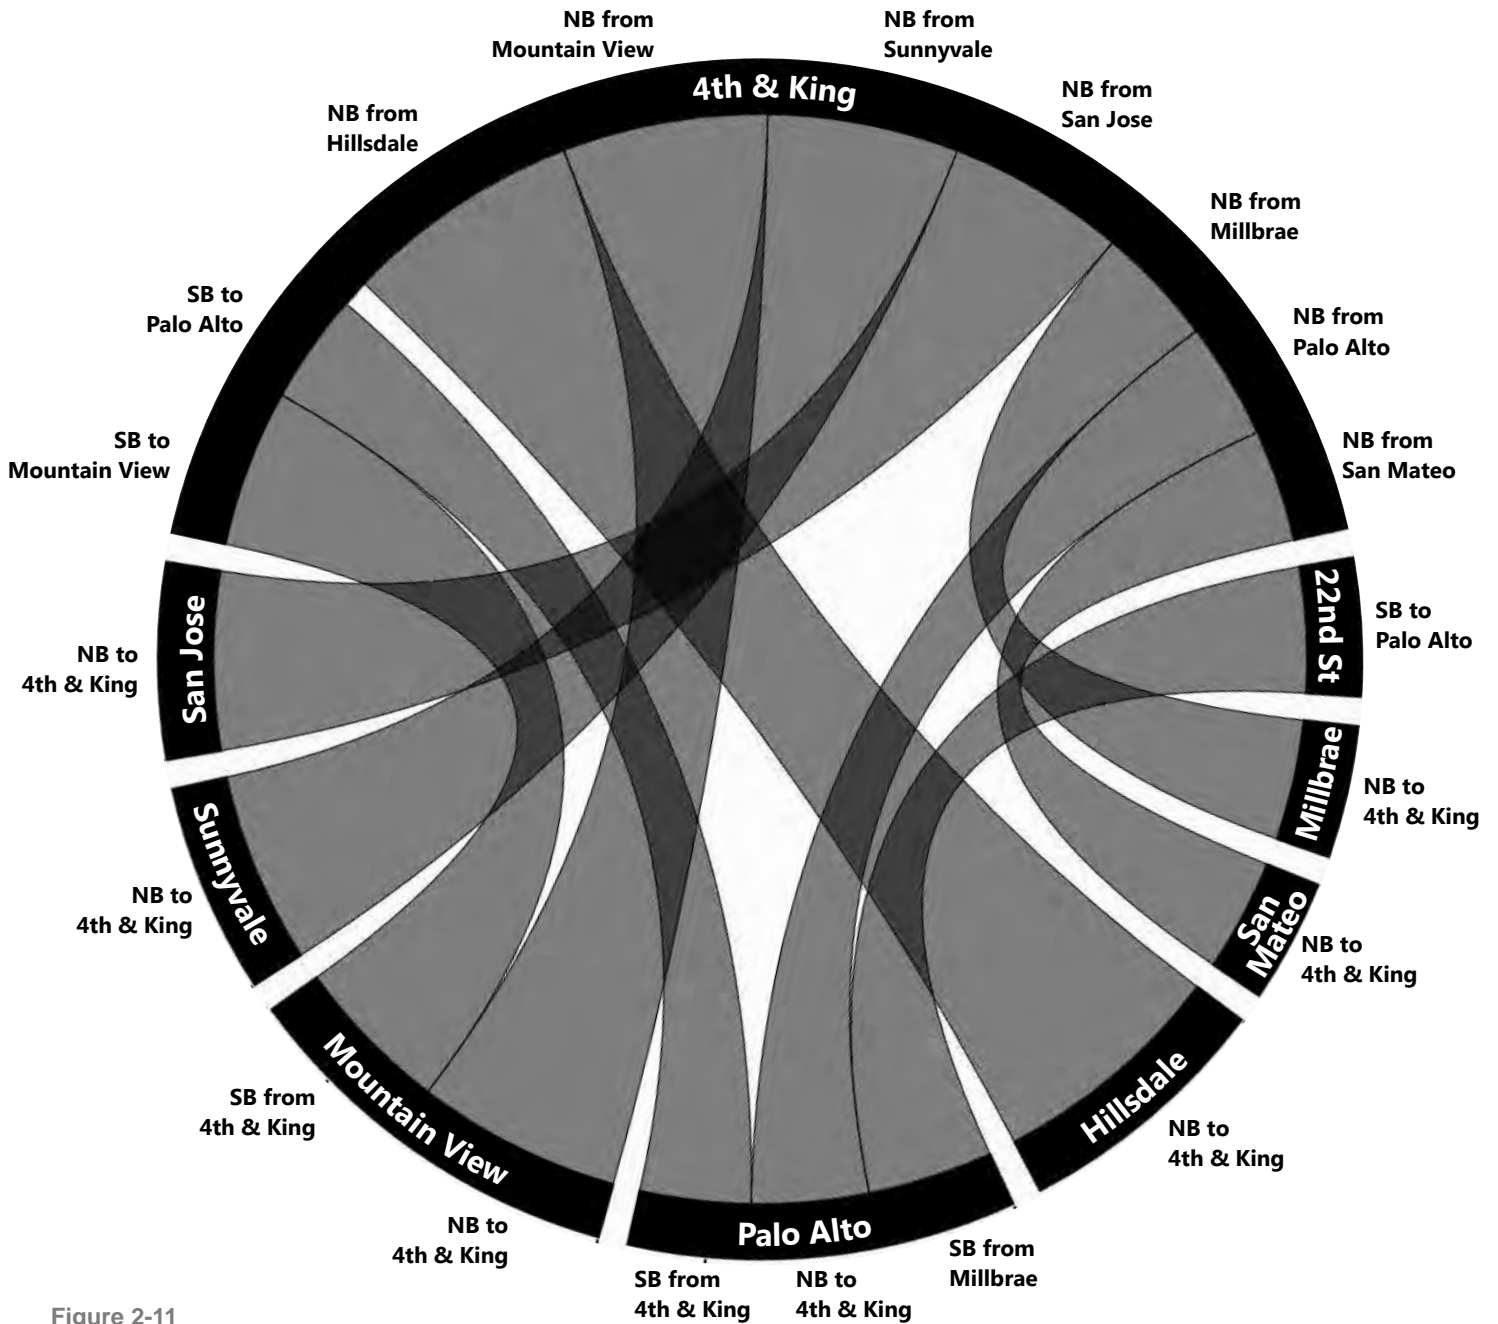 NB from
Mountain View
NB from
Sunnyvale
4th & King
NB from
San Jose
NB from
Hillsdale
NB from
Millbrae
SB to
Palo Alto
NB from
Palo Alto
SB to
Mountain View
NB from
San Mateo
22nd St
SB to
Palo Alto
San Jose
NB to
4th & King
Millbrae
NB to
4th & King
Sunnyvale
NB to
4th & King
San
Mateo
NB to
4th & King
Mountain View
SB from
4th & King
Hillsdale
NB to
4th & King
NB to
4th & King
Palo Alto
SB from
4th & King
NB to
4th & King
SB from
Millbrae
Figure 2-11